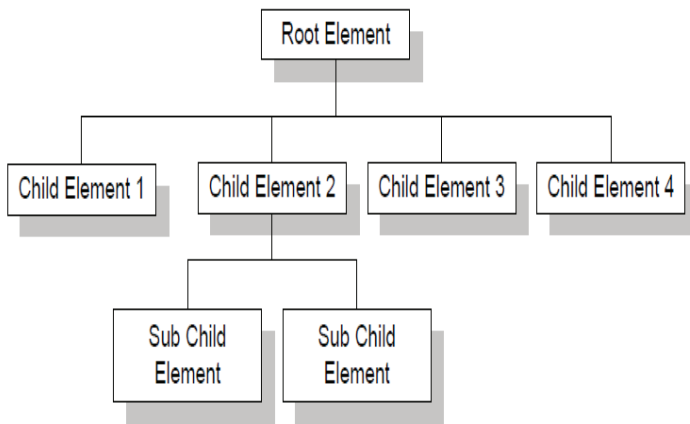 Root Element
Child Element 1
Child Element 2
Child Element 3
Child Element 4
Sub Child
Element
Sub Child
Element